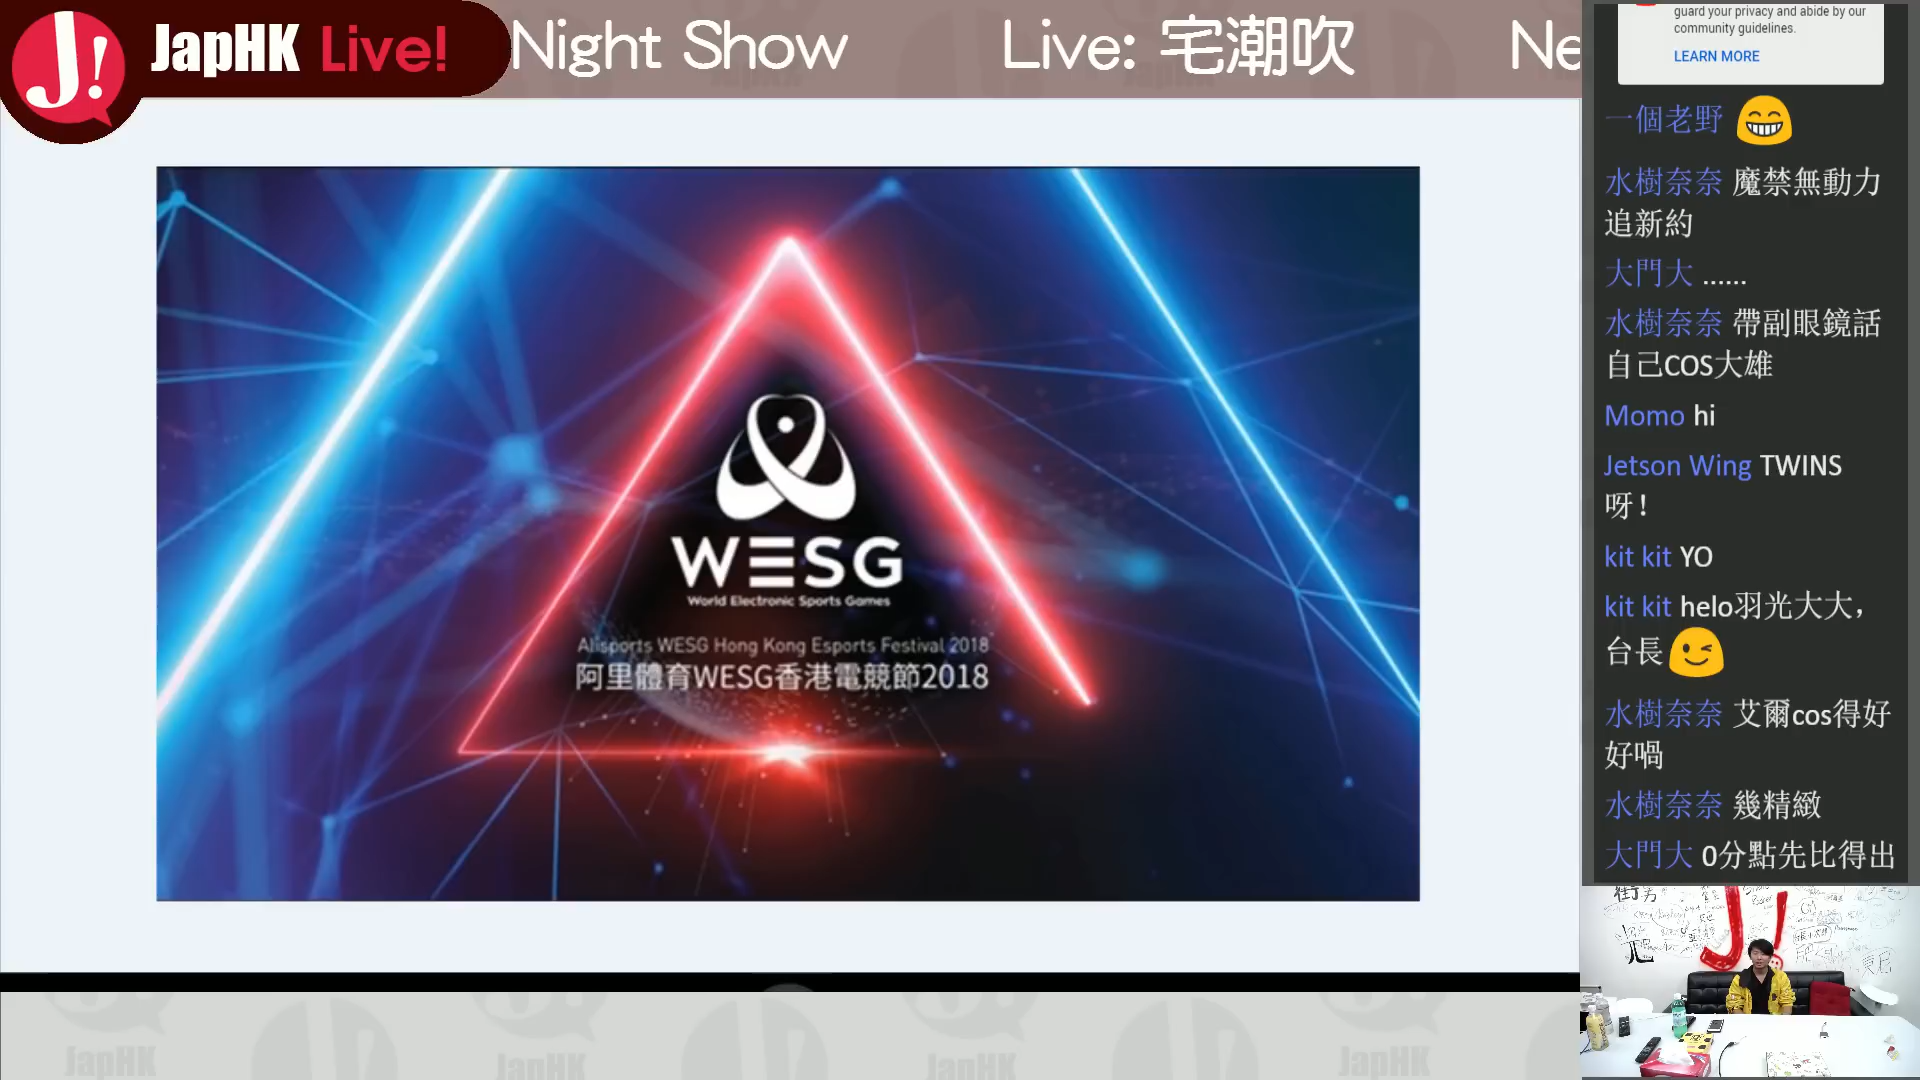 J!
JapHK Live!
Night Show
Live: 宅潮吹
Ne
WESG
World Electronic Sports Games
Alisports WESG Hong Kong Esports Festival 2018
阿里體育WESG香港電競節2018
guard your privacy and abide by our
community guidelines.
LEARN MORE
一個老野
水樹奈奈 魔禁無動力
追新約
大門大 ......
水樹奈奈 帶副眼鏡話
自己COS大雄
Momo hi
Jetson Wing TWINS
呀!
kit kit YO
kit kit helo羽光大大,
台長
水樹奈奈 艾爾cos得好
好喎
水樹奈奈 幾精緻
大門大 0分點先比得出
J!
JapHK
JapHK
JapHK
JapHK